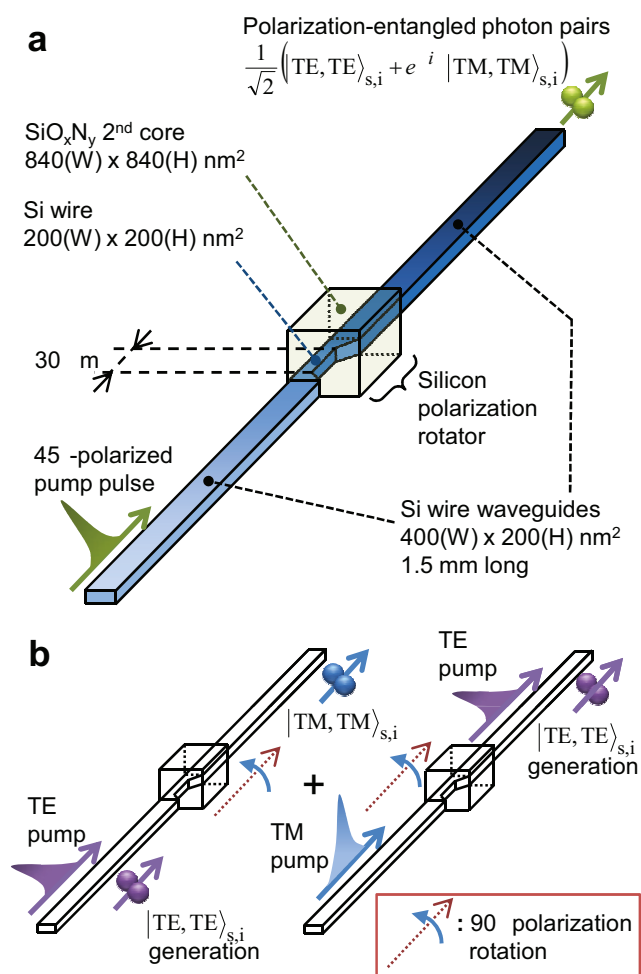 a
Polarization-entangled photon pairs
1/√2 (|TE, TE⟩s,i + e i |TM, TM⟩s,i)
SiOxNy 2nd core
840(W) x 840(H) nm2
Si wire
200(W) x 200(H) nm2
30 m
Silicon
polarization
rotator
45 -polarized
pump pulse
Si wire waveguides
400(W) x 200(H) nm2
1.5 mm long
b
TE
pump
|TM, TM⟩s,i
|TE, TE⟩s,i
generation
TE
pump
+
TM
pump
|TE, TE⟩s,i
generation
: 90 polarization
rotation